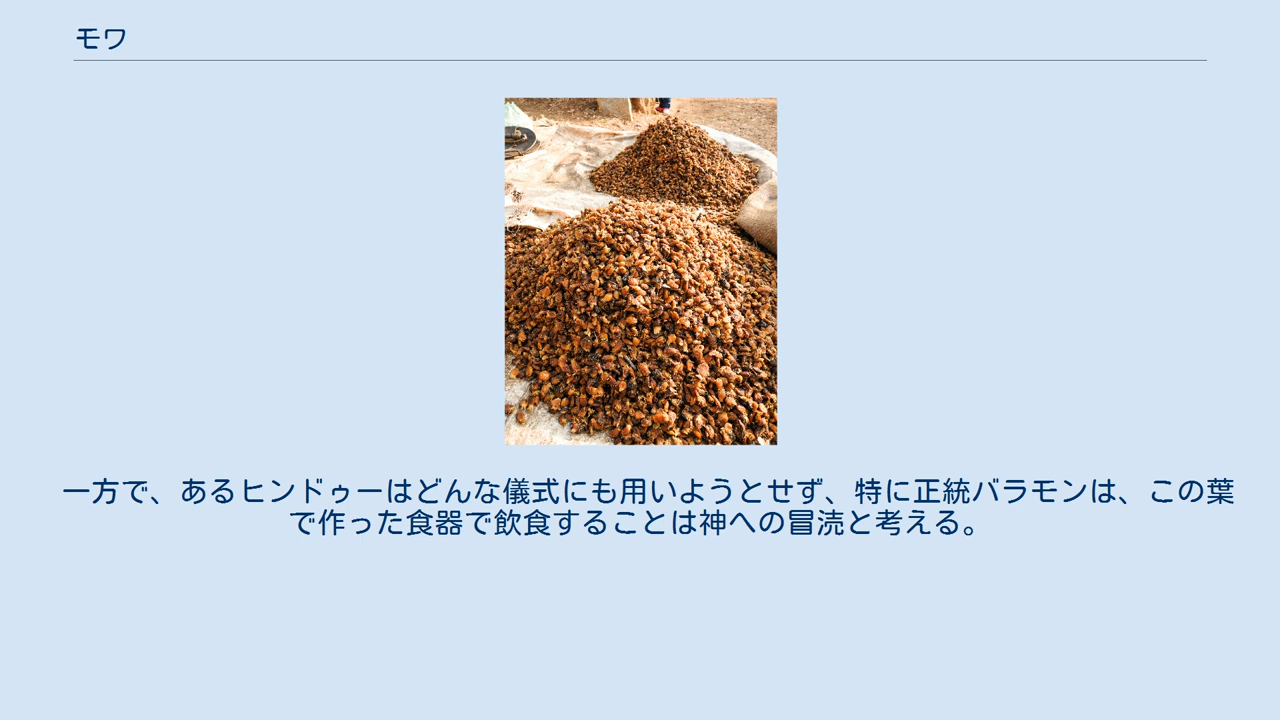 モワ
一方で、あるヒンドゥーはどんな儀式にも用いようとせず、特に正統バラモンは、この葉
で作った食器で飲食することは神への冒涜と考える。